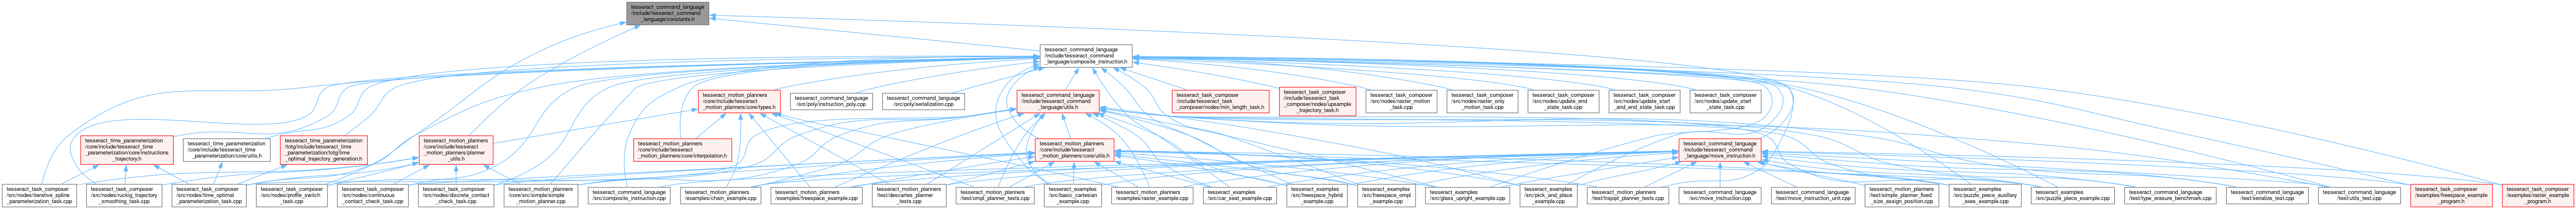 tesseract_command_language
/include/tesseract_command
_language/constants.h
tesseract_command_language
/include/tesseract_command
_language/composite_instruction.h
tesseract_motion_planners
/core/include/tesseract
_motion_planners/core/types.h
tesseract_command_language
/src/poly/instruction_poly.cpp
tesseract_command_language
/src/poly/serialization.cpp
tesseract_command_language
/include/tesseract_command
_language/utils.h
tesseract_task_composer
/include/tesseract_task
_composer/nodes/min_length_task.h
tesseract_task_composer
/include/tesseract_task
_composer/nodes/upsample
_trajectory_task.h
tesseract_task_composer
/src/nodes/raster_motion
_task.cpp
tesseract_task_composer
/src/nodes/raster_only
_motion_task.cpp
tesseract_task_composer
/src/nodes/update_end
_state_task.cpp
tesseract_task_composer
/src/nodes/update_start
_and_end_state_task.cpp
tesseract_task_composer
/src/nodes/update_start
_state_task.cpp
tesseract_time_parameterization
/core/include/tesseract_time
_parameterization/core/instructions
_trajectory.h
tesseract_time_parameterization
/core/include/tesseract_time
_parameterization/core/utils.h
tesseract_time_parameterization
/totg/include/tesseract_time
_parameterization/totg/time
_optimal_trajectory_generation.h
tesseract_motion_planners
/core/include/tesseract
_motion_planners/planner
_utils.h
tesseract_motion_planners
/core/include/tesseract
_motion_planners/core/interpolation.h
tesseract_motion_planners
/core/include/tesseract
_motion_planners/core/utils.h
tesseract_command_language
/include/tesseract_command
_language/move_instruction.h
tesseract_task_composer
/src/nodes/iterative_spline
_parameterization_task.cpp
tesseract_task_composer
/src/nodes/ruckig_trajectory
_smoothing_task.cpp
tesseract_task_composer
/src/nodes/time_optimal
_parameterization_task.cpp
tesseract_task_composer
/src/nodes/profile_switch
_task.cpp
tesseract_task_composer
/src/nodes/continuous
_contact_check_task.cpp
tesseract_task_composer
/src/nodes/discrete_contact
_check_task.cpp
tesseract_motion_planners
/core/src/simple/simple
_motion_planner.cpp
tesseract_command_language
/src/composite_instruction.cpp
tesseract_motion_planners
/examples/chain_example.cpp
tesseract_motion_planners
/examples/freespace_example.cpp
tesseract_motion_planners
/test/descartes_planner
_tests.cpp
tesseract_motion_planners
/test/ompl_planner_tests.cpp
tesseract_examples
/src/basic_cartesian
_example.cpp
tesseract_motion_planners
/examples/raster_example.cpp
tesseract_examples
/src/car_seat_example.cpp
tesseract_examples
/src/freespace_hybrid
_example.cpp
tesseract_examples
/src/freespace_ompl
_example.cpp
tesseract_examples
/src/glass_upright_example.cpp
tesseract_examples
/src/pick_and_place
_example.cpp
tesseract_motion_planners
/test/trajopt_planner_tests.cpp
tesseract_command_language
/src/move_instruction.cpp
tesseract_command_language
/test/move_instruction_unit.cpp
tesseract_motion_planners
/test/simple_planner_fixed
_size_assign_position.cpp
tesseract_examples
/src/puzzle_piece_auxillary
_axes_example.cpp
tesseract_examples
/src/puzzle_piece_example.cpp
tesseract_command_language
/test/type_erasure_benchmark.cpp
tesseract_command_language
/test/serialize_test.cpp
tesseract_command_language
/test/utils_test.cpp
tesseract_task_composer
/examples/freespace_example
_program.h
tesseract_task_composer
/examples/raster_example
_program.h